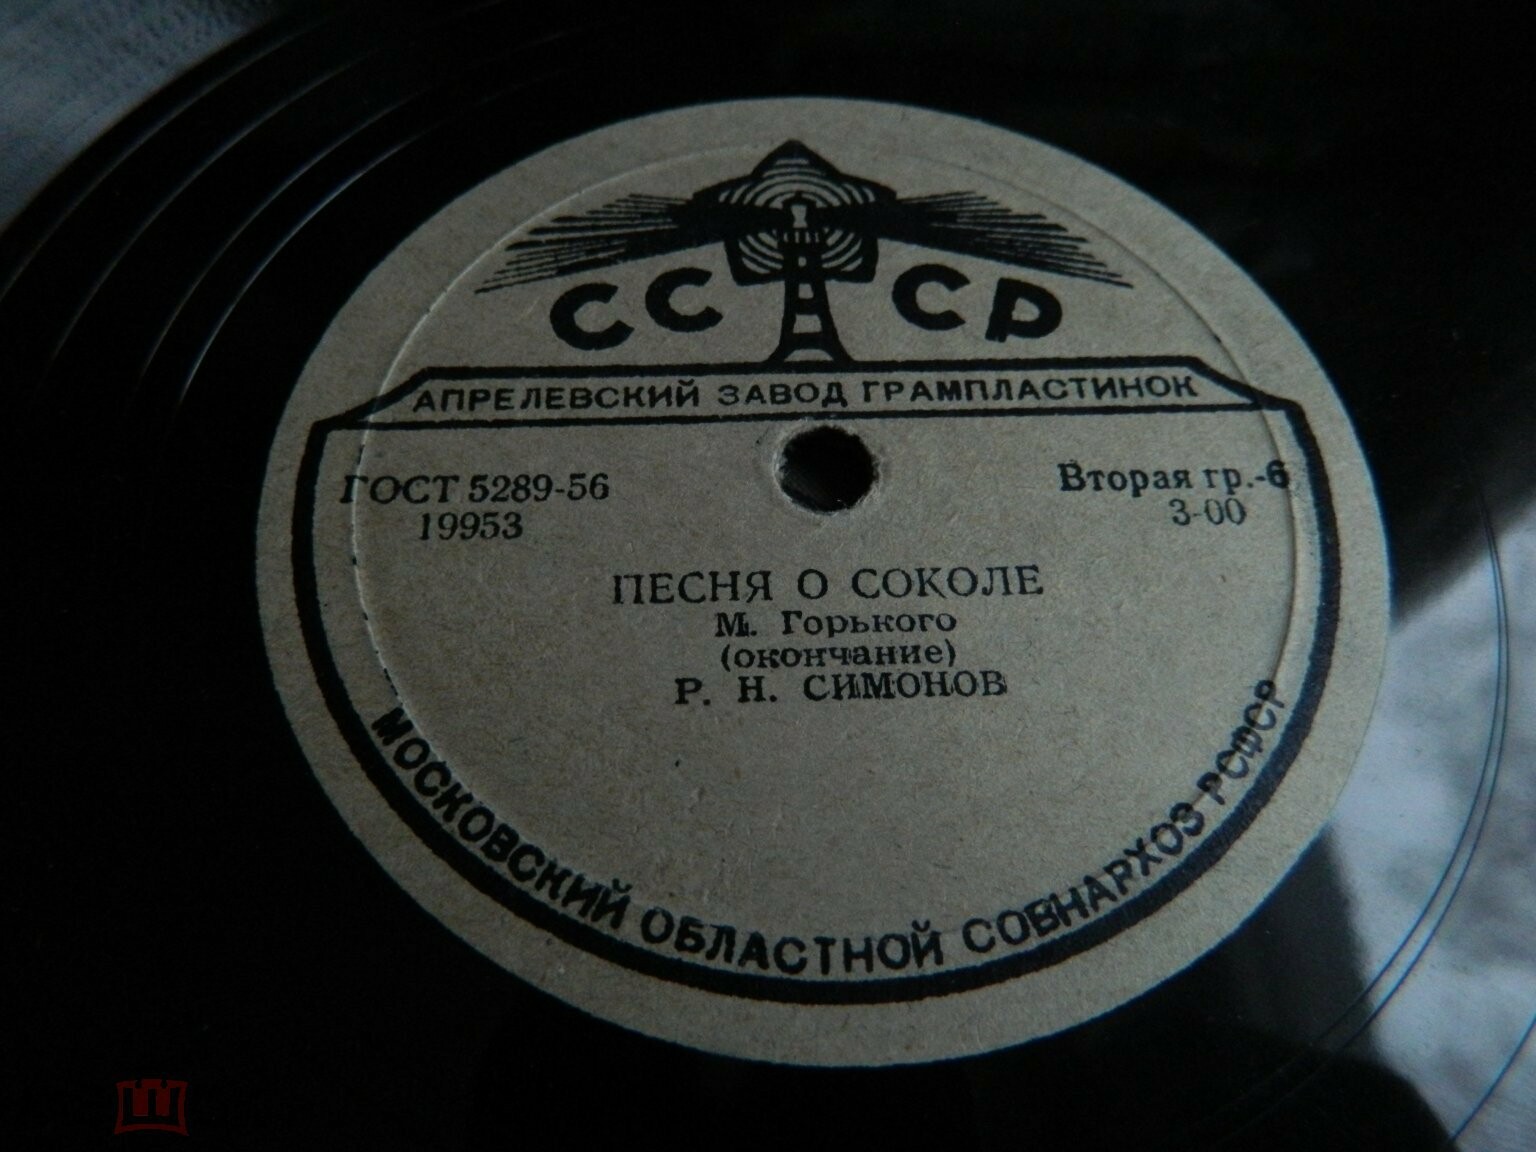 СССР
АПРЕЛЕВСКИЙ ЗАВОД ГРАМПЛАСТИНОК
ГОСТ 5289-56
19953
Вторая гр.-6
3-00
ПЕСНЯ О СОКОЛЕ
М. Горького
(окончание)
Р. Н. СИМОНОВ
МОСКОВСКИЙ ОБЛАСТНОЙ СОВНАРХОЗ РСФСР